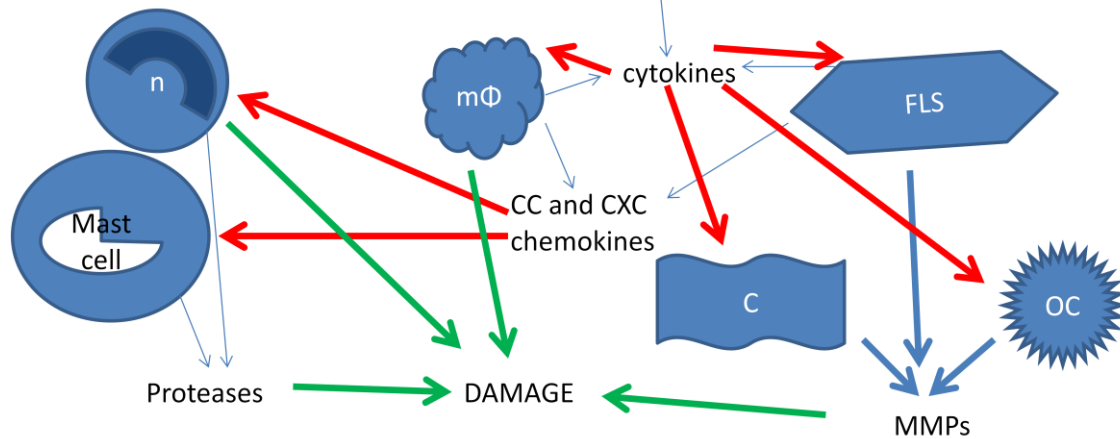 n
mΦ
cytokines
FLS
Mast
cell
CC and CXC
chemokines
C
OC
Proteases
DAMAGE
MMPs